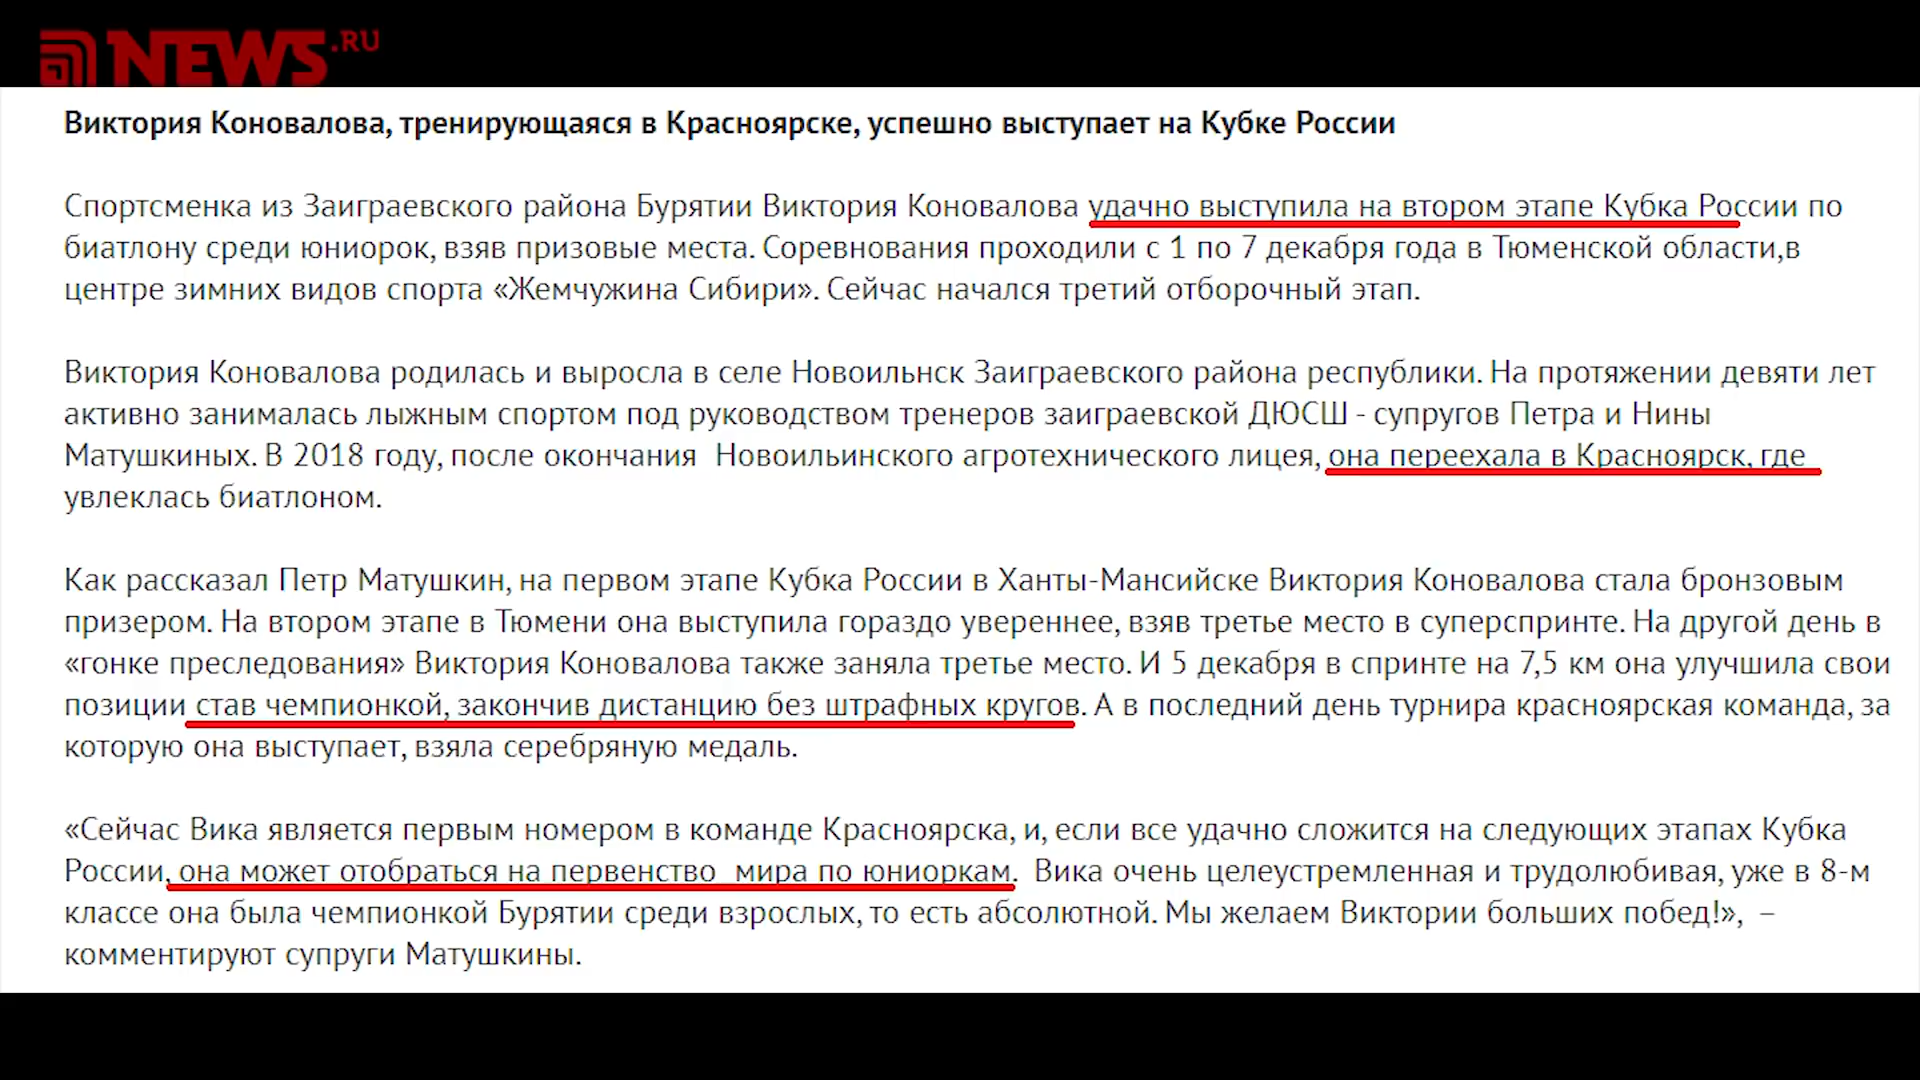 NEWS.RU
Виктория Коновалова, тренирующаяся в Красноярске, успешно выступает на Кубке России
Спортсменка из Заиграевского района Бурятии Виктория Коновалова удачно выступила на втором этапе Кубка России по
биатлону среди юниорок, взяв призовые места. Соревнования проходили с 1 по 7 декабря года в Тюменской области,в
центре зимних видов спорта «Жемчужина Сибири». Сейчас начался третий отборочный этап.
Виктория Коновалова родилась и выросла в селе Новоильнск Заиграевского района республики. На протяжении девяти лет
активно занималась лыжным спортом под руководством тренеров заиграевской ДЮСШ - супругов Петра и Нины
Матушкиных. В 2018 году, после окончания Новоильинского агротехнического лицея, она переехала в Красноярск, где
увлеклась биатлоном.
Как рассказал Петр Матушкин, на первом этапе Кубка России в Ханты-Мансийске Виктория Коновалова стала бронзовым
призером. На втором этапе в Тюмени она выступила гораздо увереннее, взяв третье место в суперспринте. На другой день в
«гонке преследования» Виктория Коновалова также заняла третье место. И 5 декабря в спринте на 7,5 км она улучшила свои
позиции став чемпионкой, закончив дистанцию без штрафных кругов. А в последний день турнира красноярская команда, за
которую она выступает, взяла серебряную медаль.
«Сейчас Вика является первым номером в команде Красноярска, и, если все удачно сложится на следующих этапах Кубка
России, она может отобраться на первенство мира по юниоркам. Вика очень целеустремленная и трудолюбивая, уже в 8-м
классе она была чемпионкой Бурятии среди взрослых, то есть абсолютной. Мы желаем Виктории больших побед!», –
комментируют супруги Матушкины.